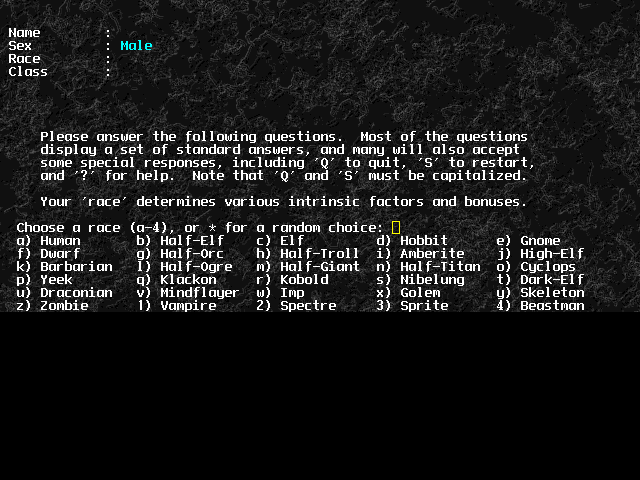 Name :
Sex : Male
Race :
Class :
Please answer the following questions. Most of the questions
display a set of standard answers, and many will also accept
some special responses, including 'Q' to quit, 'S' to restart,
and '?' for help. Note that 'Q' and 'S' must be capitalized.
Your 'race' determines various intrinsic factors and bonuses.
Choose a race (a-4), or * for a random choice:
a) Human b) Half-Elf c) Elf d) Hobbit e) Gnome
f) Dwarf g) Half-Orc h) Half-Troll i) Amberite j) High-Elf
k) Barbarian l) Half-Ogre m) Half-Giant n) Half-Titan o) Cyclops
p) Yeek q) Klackon r) Kobold s) Nibelung t) Dark-Elf
u) Draconian v) Mindflayer w) Imp x) Golem y) Skeleton
z) Zombie 1) Vampire 2) Spectre 3) Sprite 4) Beastman